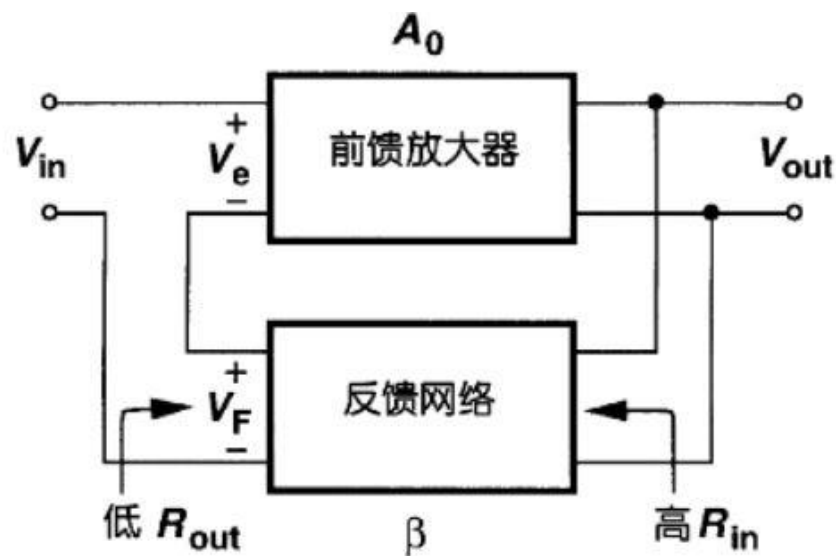 A0
Vin
+
Ve
−
前馈放大器
Vout
+
VF
−
反馈网络
低 Rout
β
高 Rin